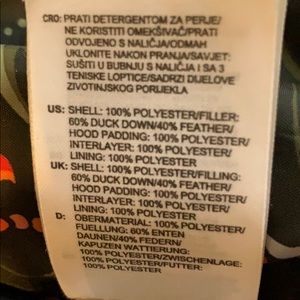 CRO: PRATI DETERGENTOM ZA PERJE/
NE KORISTITI OMEKŠIVAČ/PRATI
ODVOJENO S NALIČJA/ODMAH
UKLONITE NAKON PRANJA/SAVJET:
SUŠITI U BUBNJU S NALIČJA I SA 3
TENISKE LOPTICE/SADRZI DIJELOVE
ZIVOTINJSKOG PORIJEKLA
US: SHELL: 100% POLYESTER/FILLER:
60% DUCK DOWN/40% FEATHER/
HOOD PADDING: 100% POLYESTER/
INTERLAYER: 100% POLYESTER/
LINING: 100% POLYESTER
UK: SHELL: 100% POLYESTER/FILLING:
60% DUCK DOWN/40% FEATHER/
HOOD PADDING: 100% POLYESTER/
INTERLAYER: 100% POLYESTER/
LINING: 100% POLYESTER
D: OBERMATERIAL: 100% POLYESTER/
FUELLUNG: 60% ENTEN
DAUNEN/40% FEDERN/
KAPUZEN WATTIERUNG:
100% POLYESTER/ZWISCHENLAGE:
100% POLYESTER/FUTTER:
100% POLYESTER